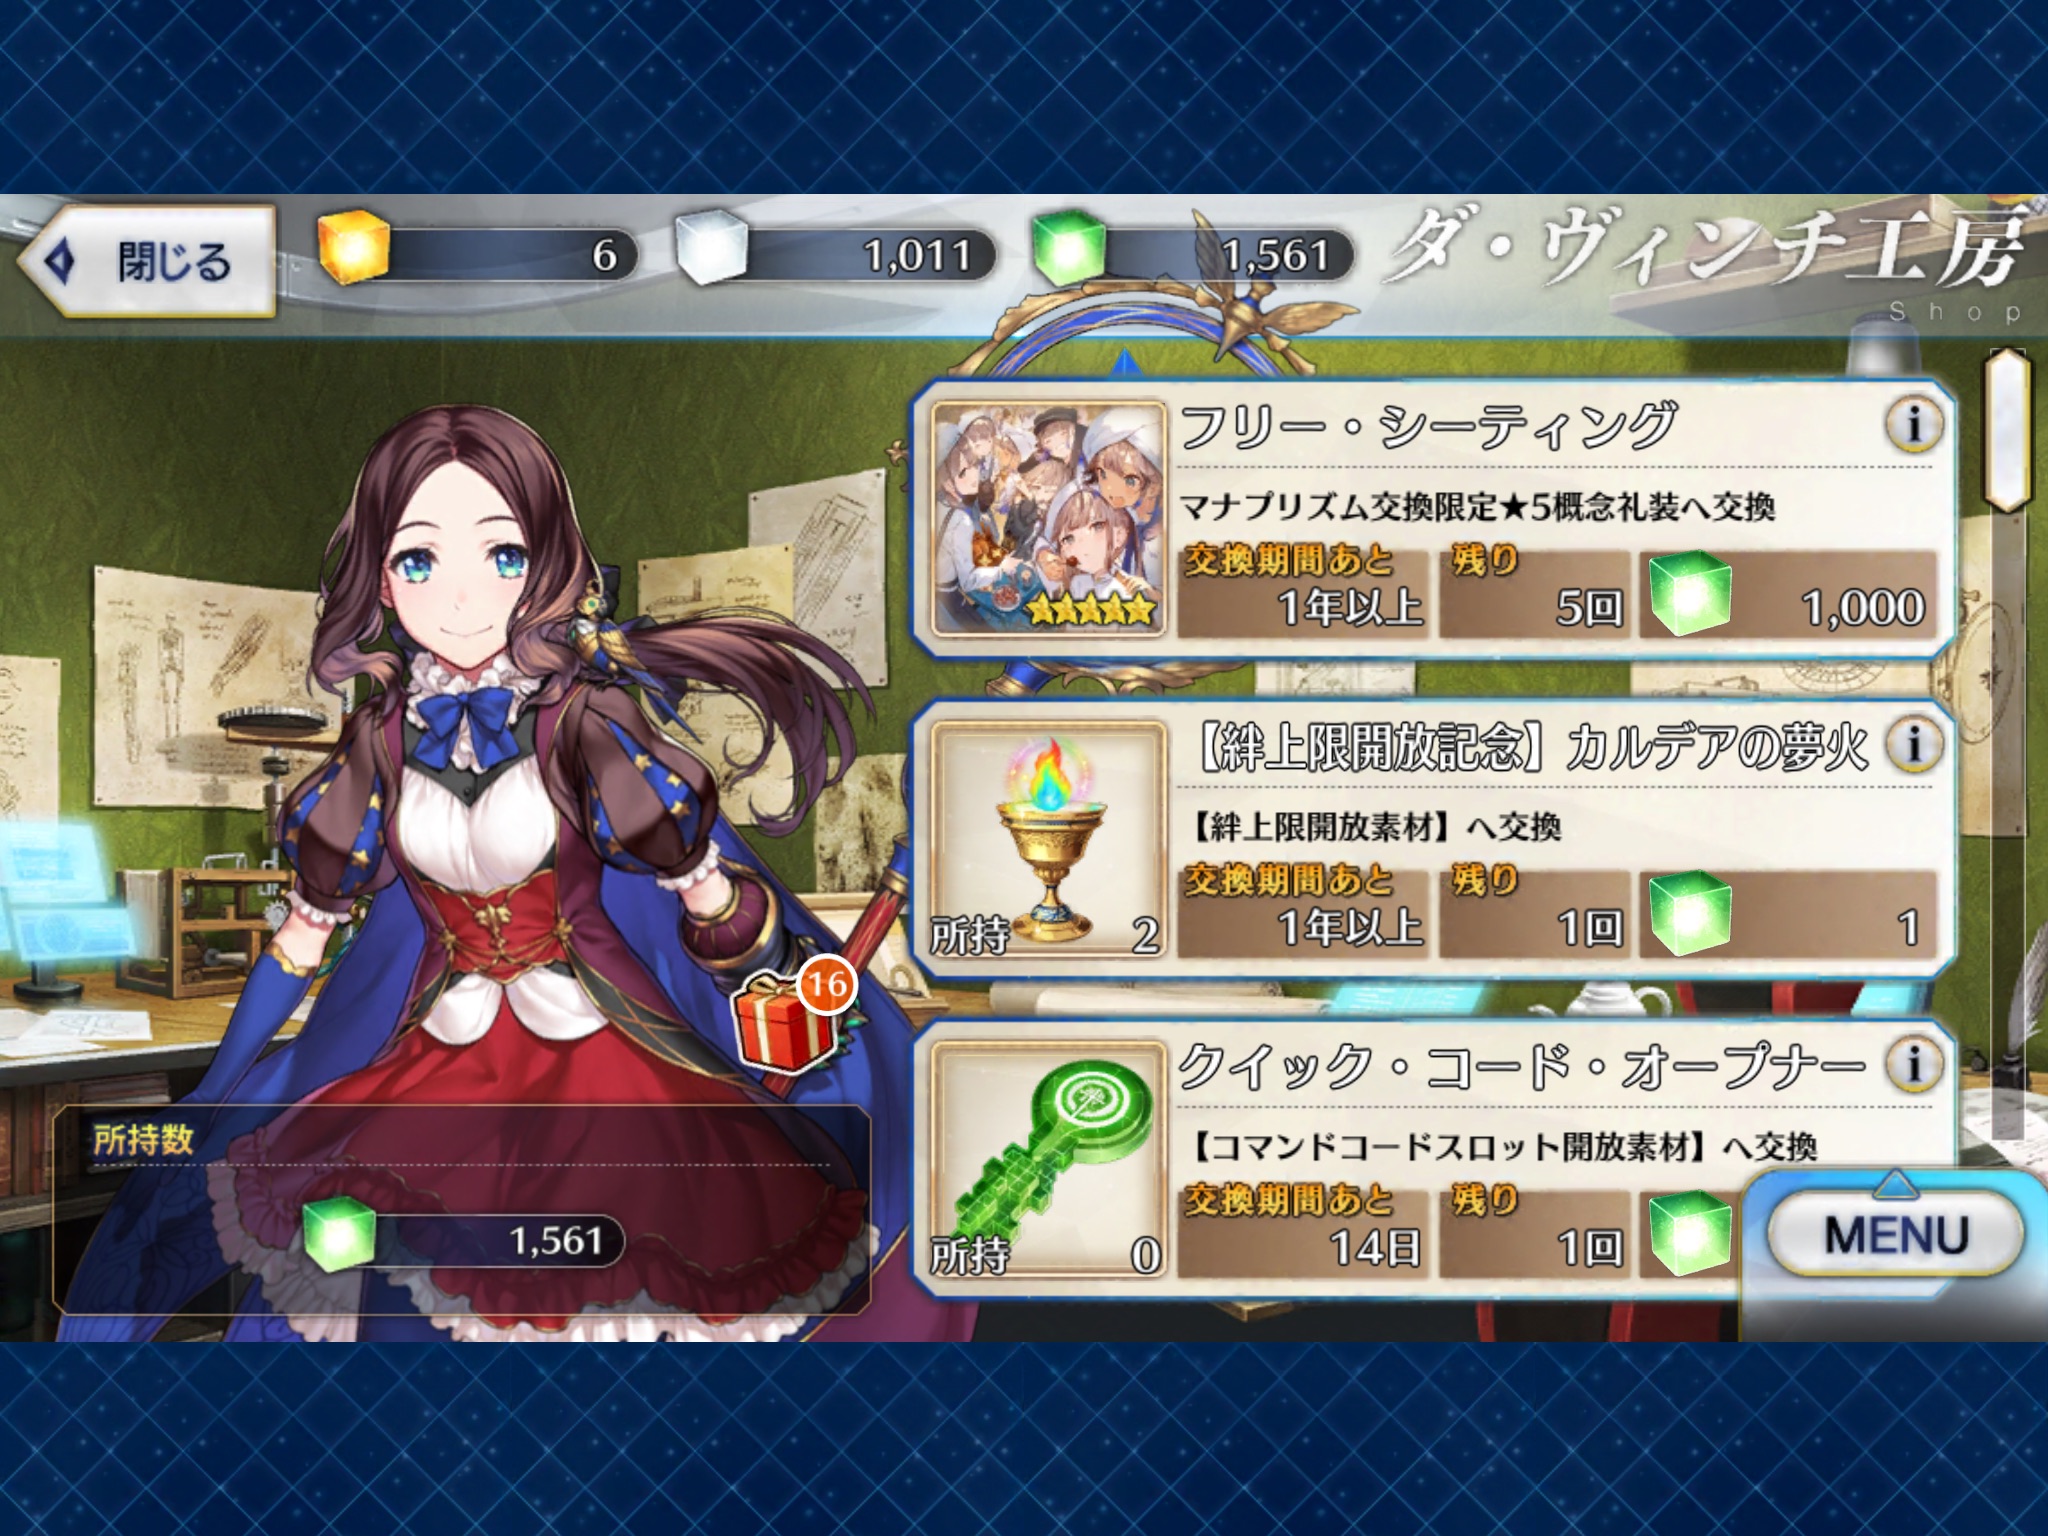 閉じる
6
1,011
1,561
ダ・ヴィンチ工房
Shop
フリー・シーティング
マナプリズム交換限定★5概念礼装へ交換
交換期間あと
1年以上
残り
5回
1,000
【絆上限開放記念】カルデアの夢火
【絆上限開放素材】へ交換
所持 2
交換期間あと
1年以上
残り
1回
1
16
クイック・コード・オープナー
【コマンドコードスロット開放素材】へ交換
所持 0
交換期間あと
14日
残り
1回
所持数
1,561
MENU